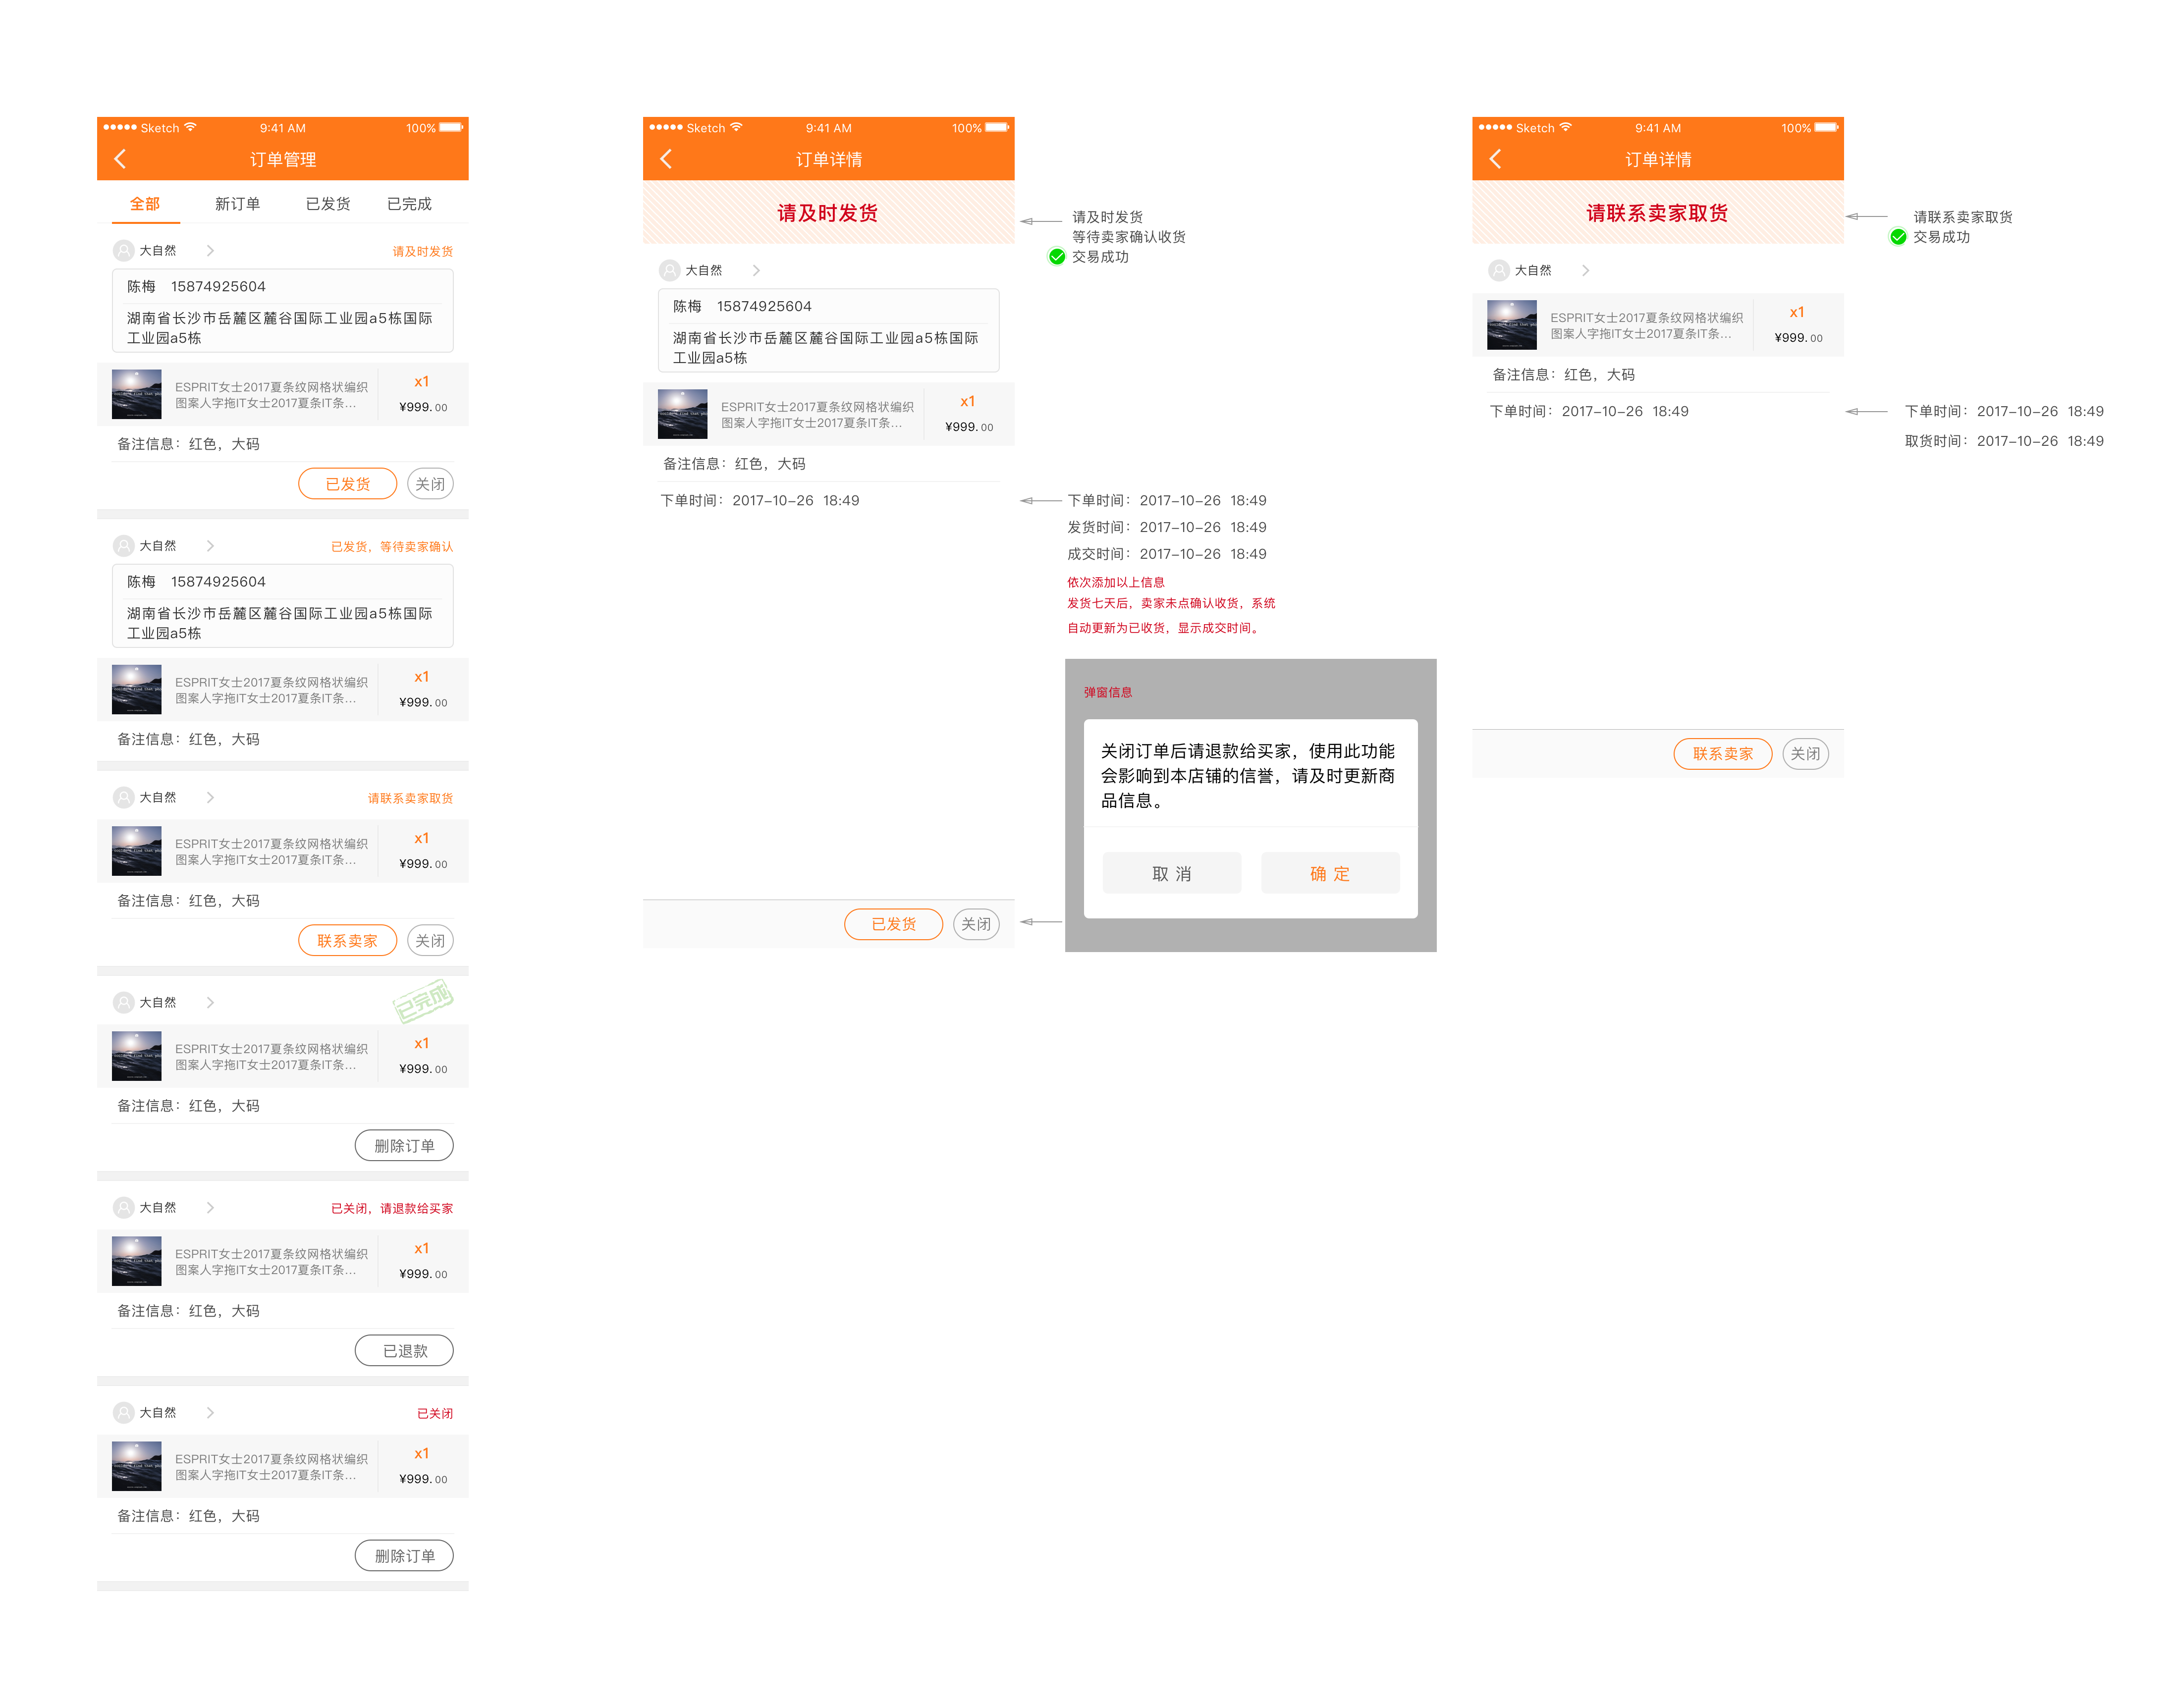 Sketch 9:41 AM 100%
订单管理
全部 新订单 已发货 已完成
大自然 请及时发货
陈梅 15874925604
湖南省长沙市岳麓区麓谷国际工业园a5栋国际
工业园a5栋
ESPRIT女士2017夏条纹网格状编织
图案人字拖IT女士2017夏条IT条...
x1
¥999.00
备注信息：红色，大码
已发货 关闭
大自然 已发货，等待卖家确认
陈梅 15874925604
湖南省长沙市岳麓区麓谷国际工业园a5栋国际
工业园a5栋
ESPRIT女士2017夏条纹网格状编织
图案人字拖IT女士2017夏条IT条...
x1
¥999.00
备注信息：红色，大码
大自然 请联系卖家取货
ESPRIT女士2017夏条纹网格状编织
图案人字拖IT女士2017夏条IT条...
x1
¥999.00
备注信息：红色，大码
联系卖家 关闭
大自然 已完成
ESPRIT女士2017夏条纹网格状编织
图案人字拖IT女士2017夏条IT条...
x1
¥999.00
备注信息：红色，大码
删除订单
大自然 已关闭，请退款给买家
ESPRIT女士2017夏条纹网格状编织
图案人字拖IT女士2017夏条IT条...
x1
¥999.00
备注信息：红色，大码
已退款
大自然 已关闭
ESPRIT女士2017夏条纹网格状编织
图案人字拖IT女士2017夏条IT条...
x1
¥999.00
备注信息：红色，大码
删除订单
Sketch 9:41 AM 100%
订单详情
请及时发货
大自然
陈梅 15874925604
湖南省长沙市岳麓区麓谷国际工业园a5栋国际
工业园a5栋
ESPRIT女士2017夏条纹网格状编织
图案人字拖IT女士2017夏条IT条...
x1
¥999.00
备注信息：红色，大码
下单时间：2017-10-26 18:49
已发货 关闭
请及时发货
等待卖家确认收货
交易成功
下单时间：2017-10-26 18:49
发货时间：2017-10-26 18:49
成交时间：2017-10-26 18:49
依次添加以上信息
发货七天后，卖家未点确认收货，系统
自动更新为已收货，显示成交时间。
弹窗信息
关闭订单后请退款给买家，使用此功能
会影响到本店铺的信誉，请及时更新商
品信息。
取 消 确 定
Sketch 9:41 AM 100%
订单详情
请联系卖家取货
大自然
ESPRIT女士2017夏条纹网格状编织
图案人字拖IT女士2017夏条IT条...
x1
¥999.00
备注信息：红色，大码
下单时间：2017-10-26 18:49
联系卖家 关闭
请联系卖家取货
交易成功
下单时间：2017-10-26 18:49
取货时间：2017-10-26 18:49